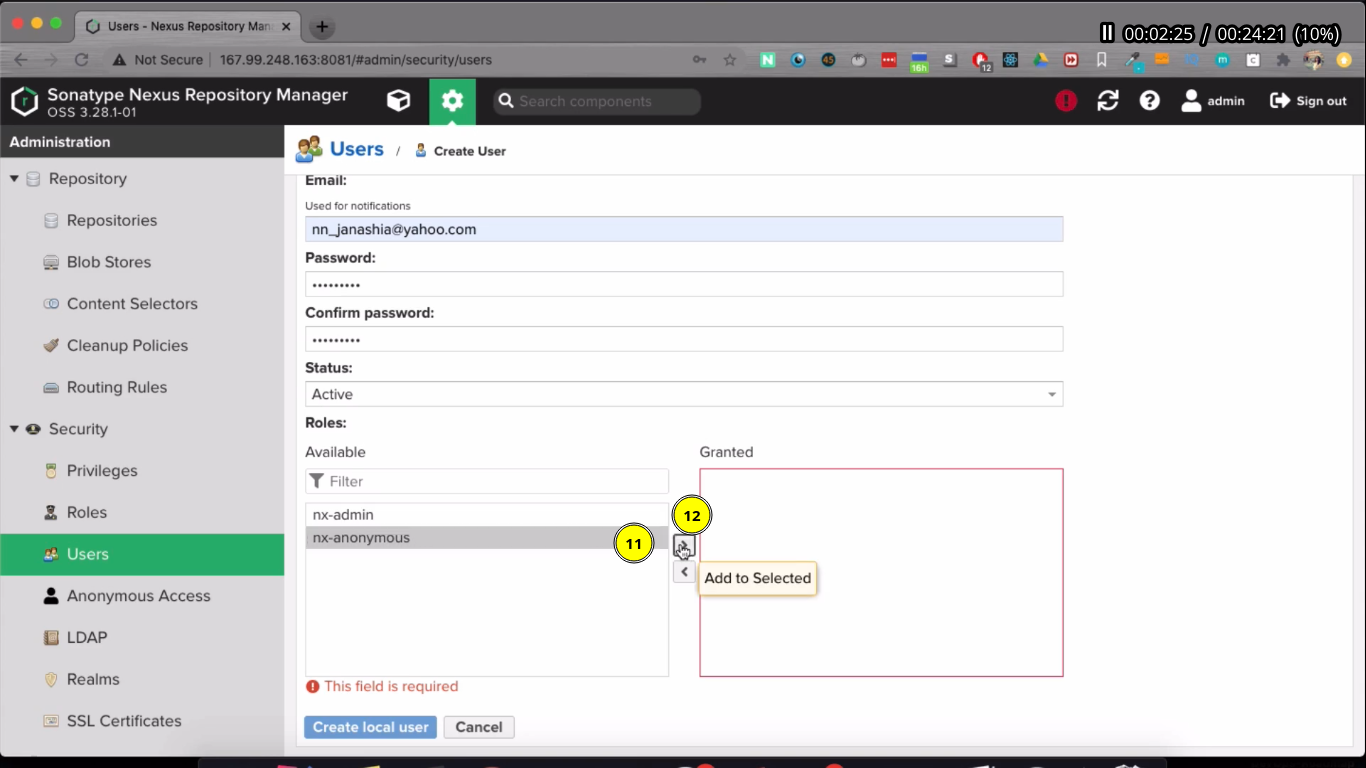 Users - Nexus Repository Man
00:02:25 / 00:24:21 (10%)
Not Secure
167.99.248.163:8081/#admin/security/users
Sonatype Nexus Repository Manager
OSS 3.28.1-01
Search components
admin
Sign out
Administration
Users / Create User
Repository
Repositories
Blob Stores
Content Selectors
Cleanup Policies
Routing Rules
Security
Privileges
Roles
Users
Anonymous Access
LDAP
Realms
SSL Certificates
Email:
Used for notifications
nn_janashia@yahoo.com
Password:
•••••••••
Confirm password:
•••••••••
Status:
Active
Roles:
Available
Granted
Filter
nx-admin
12
nx-anonymous
11
Add to Selected
This field is required
Create local user
Cancel